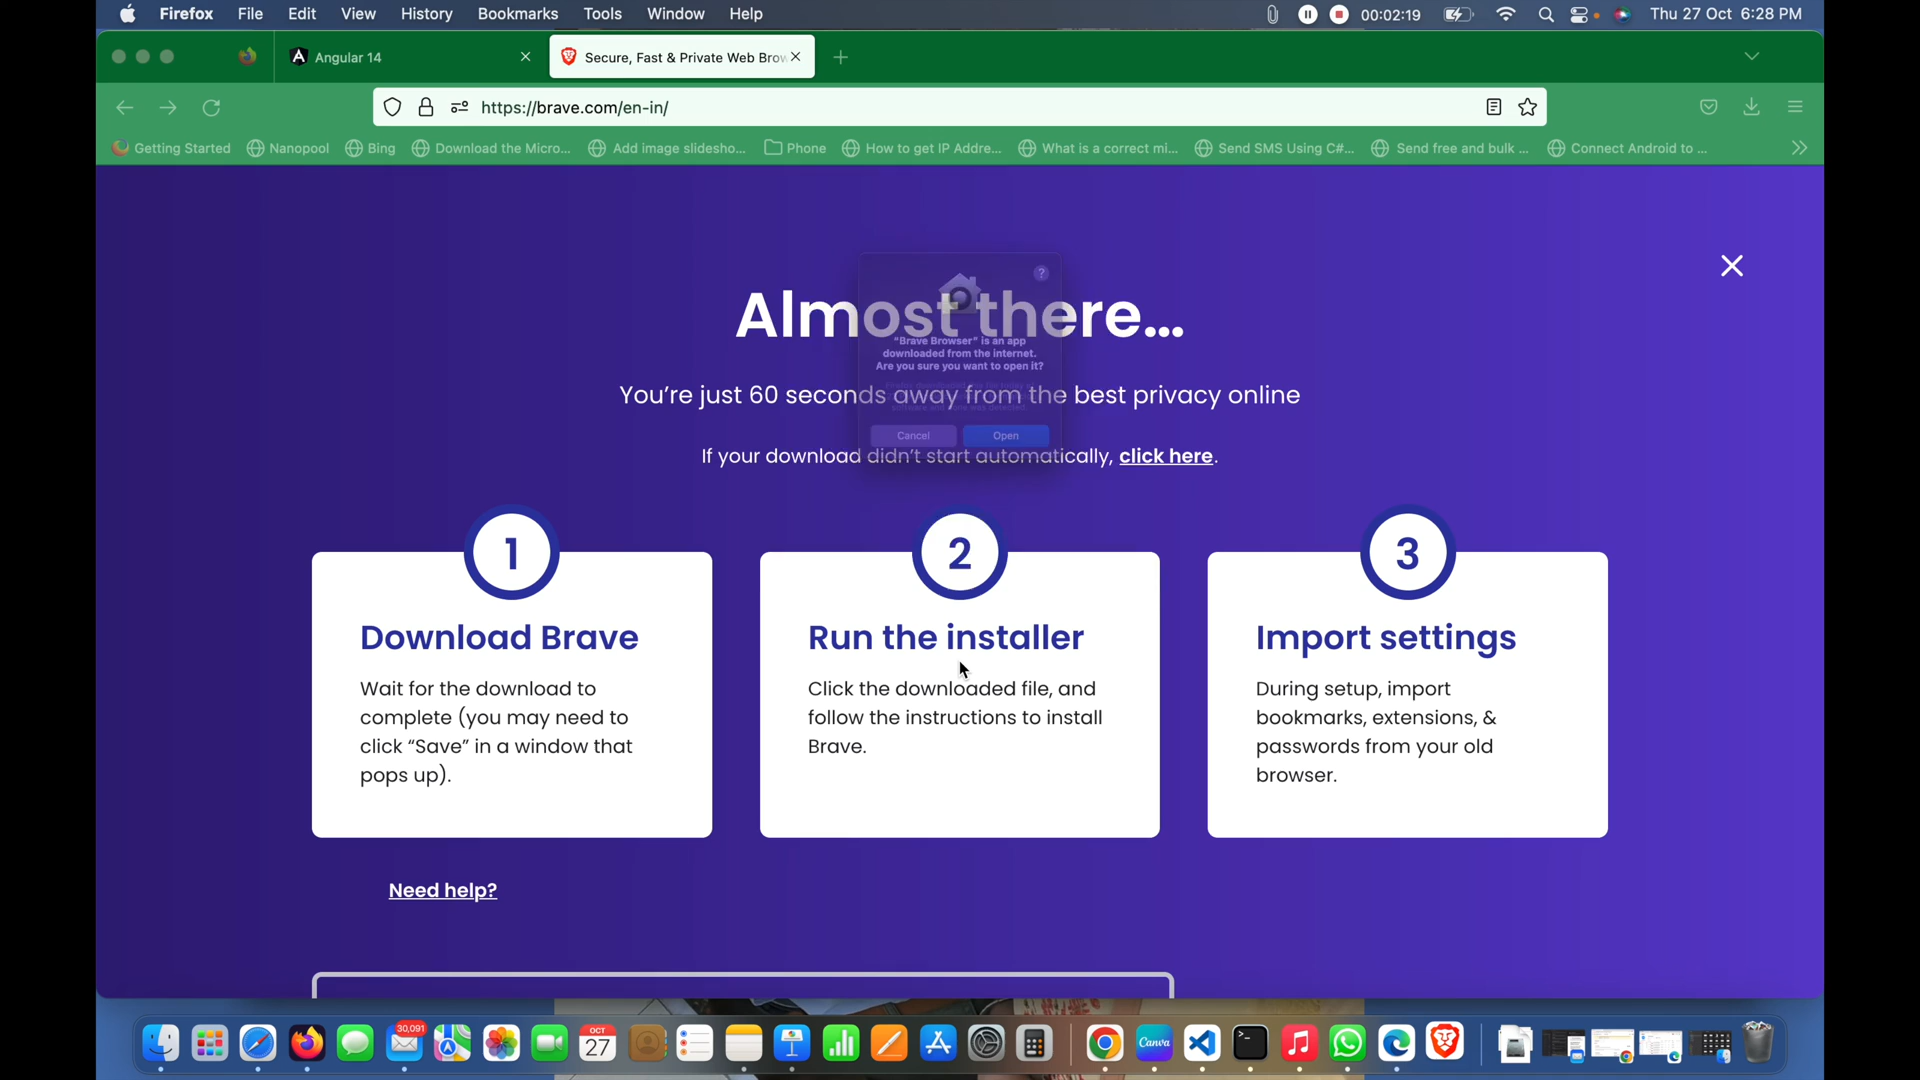 Firefox File Edit View History Bookmarks Tools Window Help 00:02:19 Thu 27 Oct 6:28 PM
Angular 14
Secure, Fast & Private Web Brow
https://brave.com/en-in/
Getting Started Nanopool Bing Download the Micro... Add image slidesho... Phone How to get IP Addre... What is a correct mi... Send SMS Using C#... Send free and bulk ... Connect Android to ...
Almost there...
"Brave Browser" is an app
downloaded from the internet.
Are you sure you want to open it?
Cancel Open
You're just 60 seconds away from the best privacy online
If your download didn't start automatically, click here.
1
Download Brave
Wait for the download to
complete (you may need to
click “Save” in a window that
pops up).
2
Run the installer
Click the downloaded file, and
follow the instructions to install
Brave.
3
Import settings
During setup, import
bookmarks, extensions, &
passwords from your old
browser.
Need help?
30,091
OCT
27
Canva